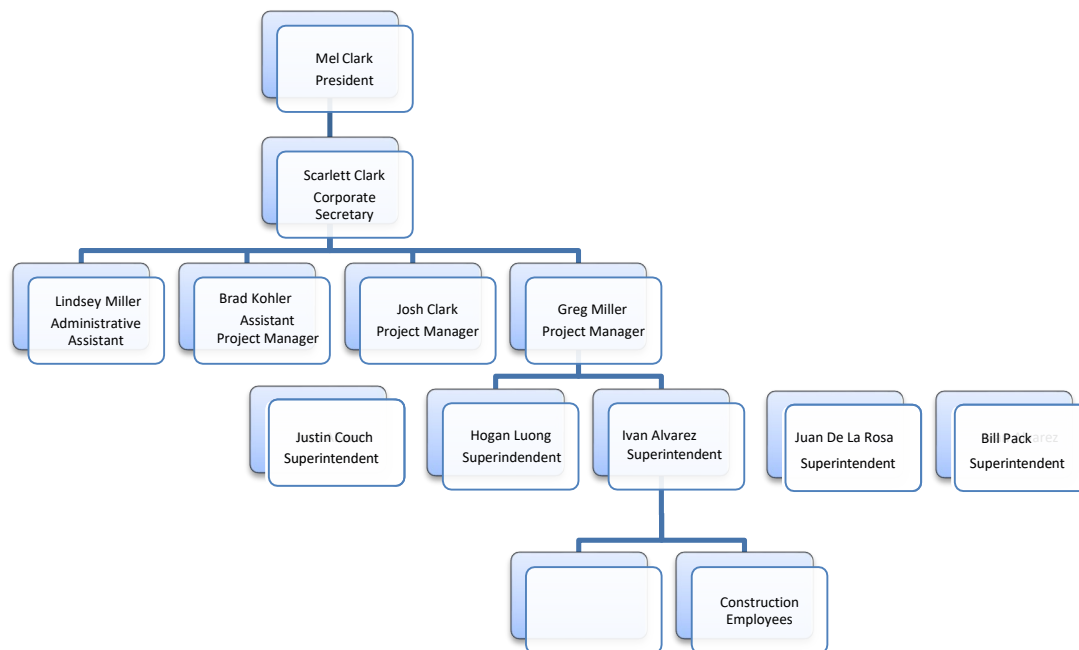 Mel Clark
President
Scarlett Clark
Corporate
Secretary
Lindsey Miller
Administrative
Assistant
Brad Kohler
Assistant
Project Manager
Josh Clark
Project Manager
Greg Miller
Project Manager
Justin Couch
Superintendent
Hogan Luong
Superindendent
Ivan Alvarez
Superintendent
Juan De La Rosa
Superintendent
Bill Pack
Superintendent
Construction
Employees